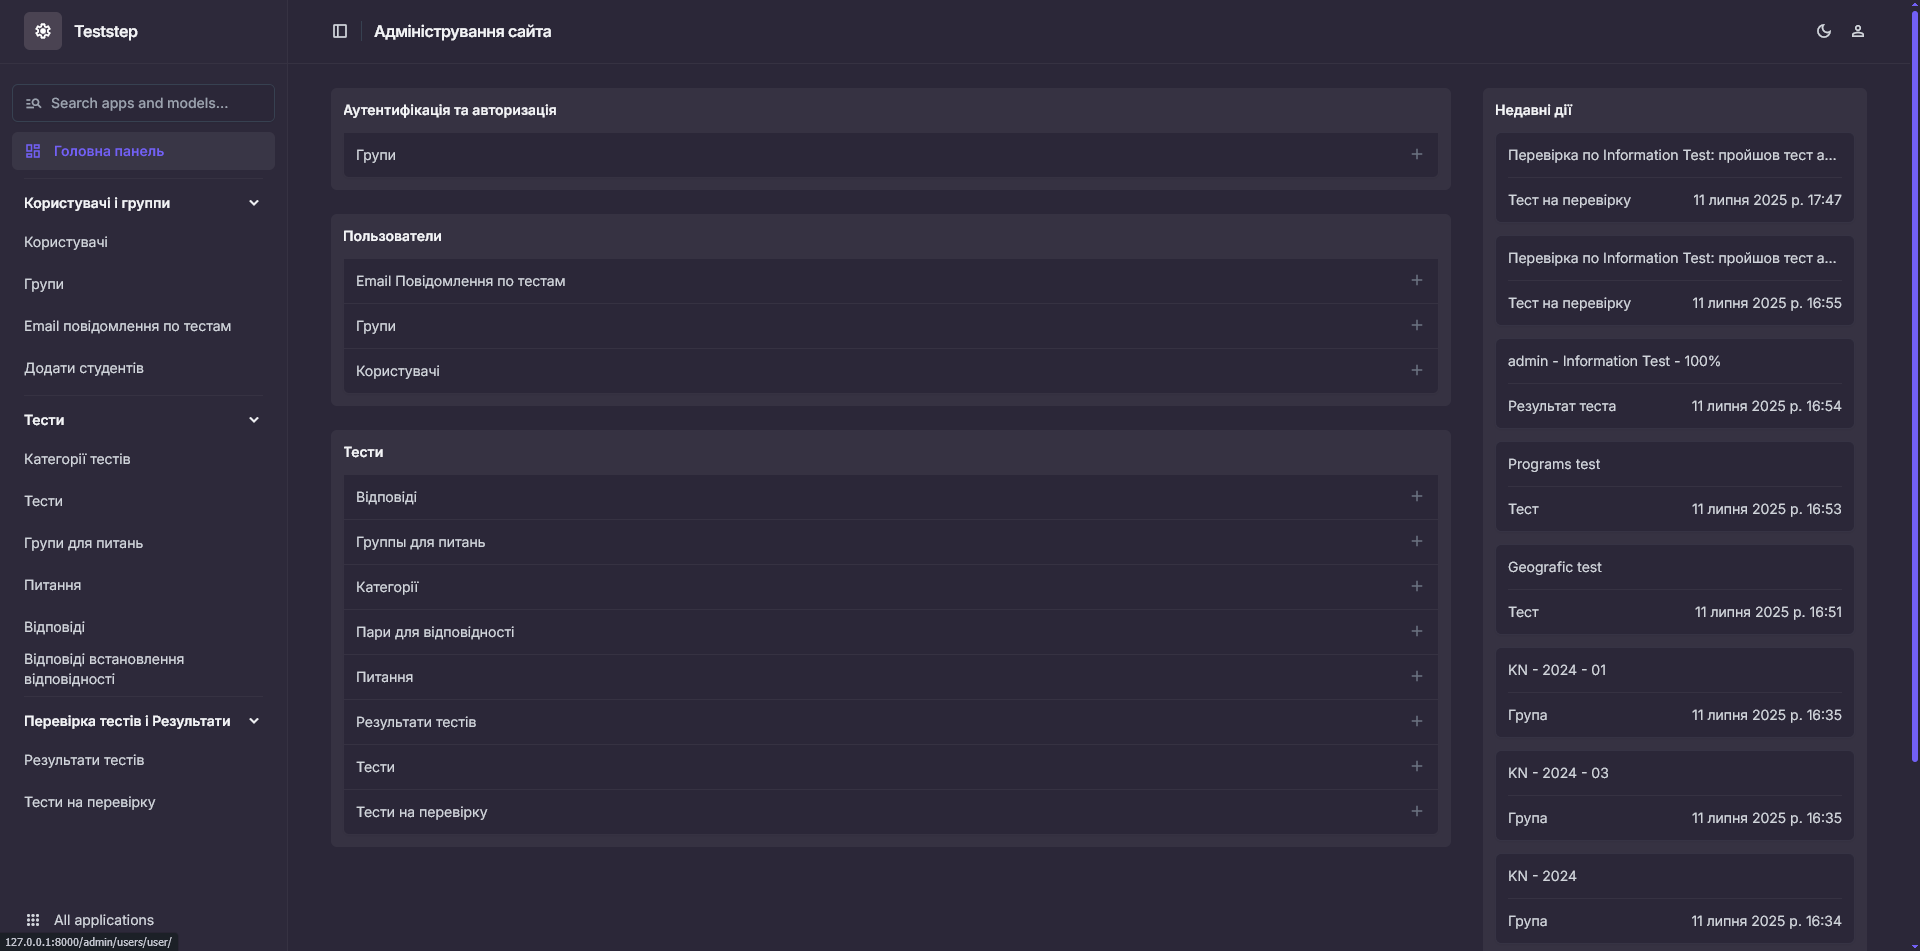 Teststep
Search apps and models...
Головна панель
Користувачі і группи
Користувачі
Групи
Email повідомлення по тестам
Додати студентів
Тести
Категорії тестів
Тести
Групи для питань
Питання
Відповіді
Відповіді встановлення
відповідності
Перевірка тестів і Результати
Результати тестів
Тести на перевірку
All applications
127.0.0.1:8000/admin/users/user/
Адміністрування сайта
Аутентифікація та авторизація
Групи
Пользователи
Email Повідомлення по тестам
Групи
Користувачі
Тести
Відповіді
Группы для питань
Категорії
Пари для відповідності
Питання
Результати тестів
Тести
Тести на перевірку
Недавні дії
Перевірка по Information Test: пройшов тест а...
Тест на перевірку 11 липня 2025 р. 17:47
Перевірка по Information Test: пройшов тест а...
Тест на перевірку 11 липня 2025 р. 16:55
admin - Information Test - 100%
Результат теста 11 липня 2025 р. 16:54
Programs test
Тест 11 липня 2025 р. 16:53
Geografic test
Тест 11 липня 2025 р. 16:51
KN - 2024 - 01
Група 11 липня 2025 р. 16:35
KN - 2024 - 03
Група 11 липня 2025 р. 16:35
KN - 2024
Група 11 липня 2025 р. 16:34